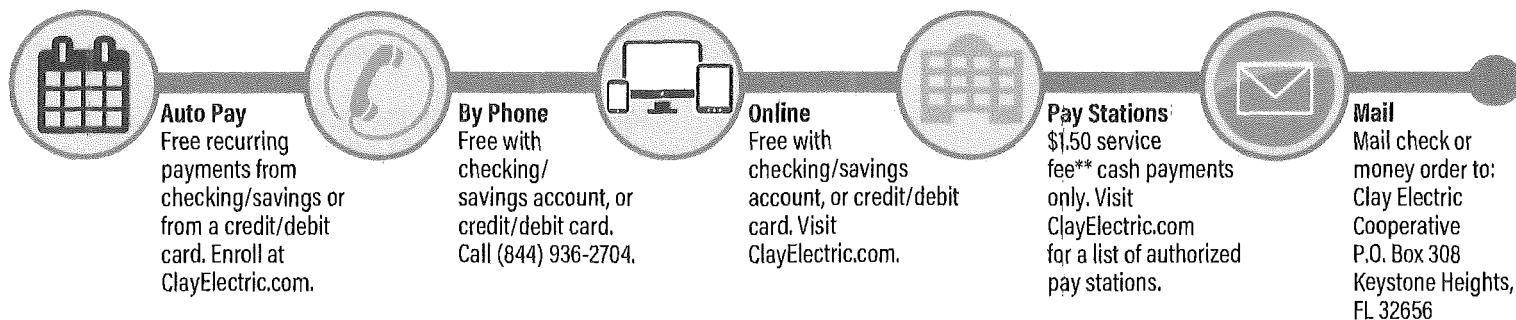 Auto Pay
Free recurring
payments from
checking/savings or
from a credit/debit
card. Enroll at
ClayElectric.com.
By Phone
Free with
checking/
savings account, or
credit/debit card.
Call (844) 936-2704.
Online
Free with
checking/savings
account, or credit/debit
card. Visit
ClayElectric.com.
Pay Stations
$1.50 service
fee** cash payments
only. Visit
ClayElectric.com
for a list of authorized
pay stations.
Mail
Mail check or
money order to:
Clay Electric
Cooperative
P.O. Box 308
Keystone Heights,
FL 32656